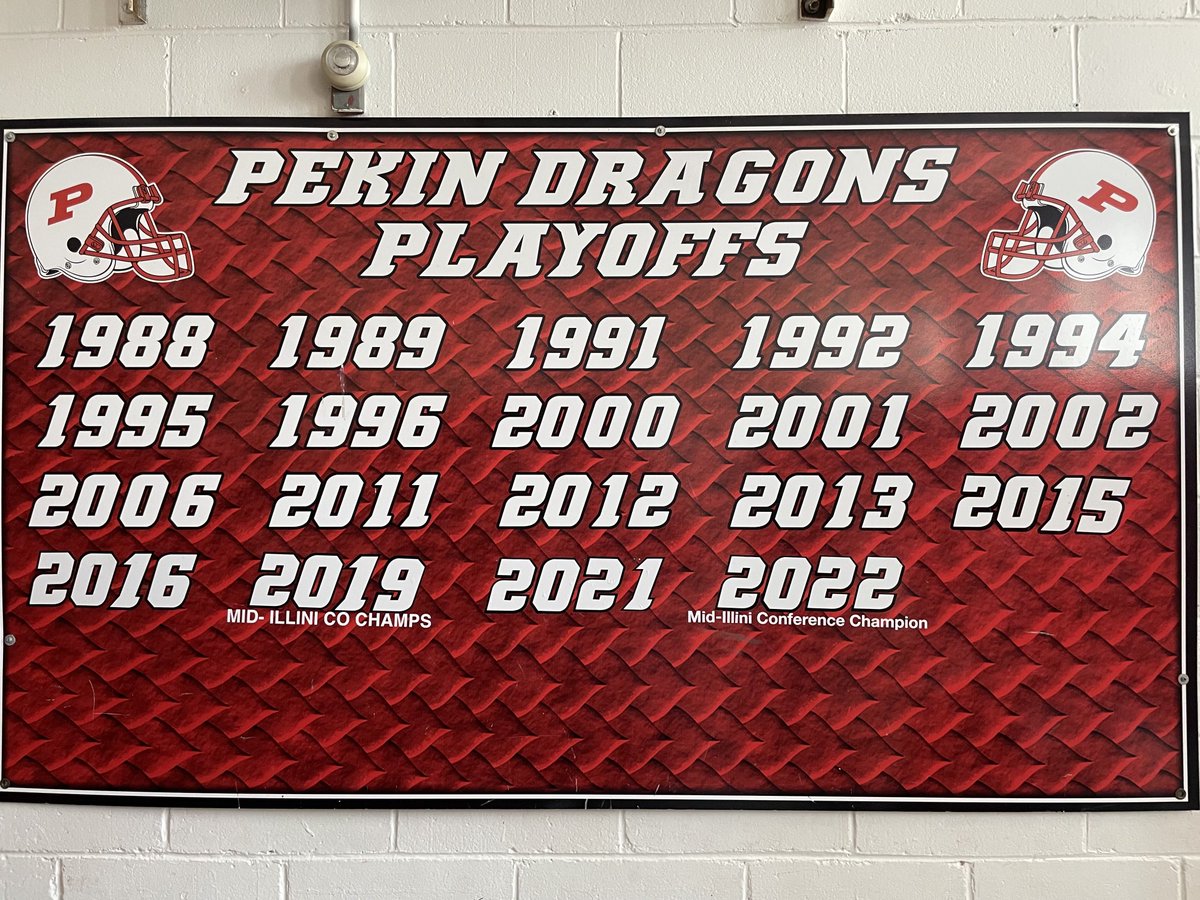 PEKIN DRAGONS
PLAYOFFS
P
P
1988 1989 1991 1992 1994
1995 1996 2000 2001 2002
2006 2011 2012 2013 2015
2016 2019 2021 2022
MID- ILLINI CO CHAMPS Mid-Illini Conference Champion